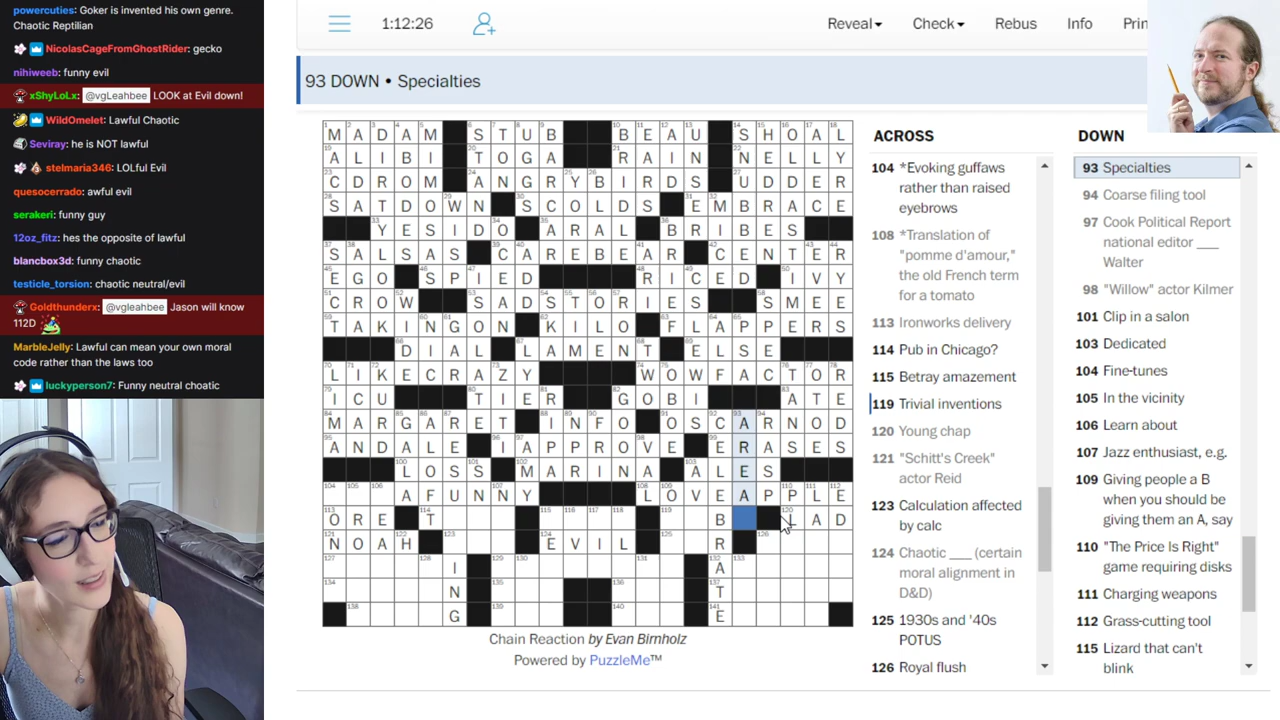 powercuties: Goker is invented his own genre.
Chaotic Reptilian
NicolasCageFromGhostRider: gecko
nihiweeb: funny evil
xShyLoLx: @vgLeahbee LOOK at Evil down!
WildOmelet: Lawful Chaotic
Seviray: he is NOT lawful
stelmaria346: LOLful Evil
quesocerrado: awful evil
serakeri: funny guy
12oz_fitz: hes the opposite of lawful
blancbox3d: funny chaotic
testicle_torsion: chaotic neutral/evil
Goldthunderx: @vgleahbee Jason will know
112D
MarbleJelly: Lawful can mean your own moral
code rather than the laws too
luckyperson7: Funny neutral chaotic
1:12:26
Reveal
Check
Rebus
Info
Prin
93 DOWN • Specialties
M A D A M S T U B B E A U S H O A L
A L I B I T O G A R A I N N E L L Y
C D R O M A N G R Y B I R D S U D D E R
S A T D O W N S C O L D S E M B R A C E
Y E S I D O A R A L B R I B E S
S A L S A S C A R E B E A R C E N T E R
E G O S P I E D R I C E D I V Y
C R O W S A D S T O R I E S S M E E
T A K I N G O N K I L O F L A P P E R S
D I A L L A M E N T E L S E
L I K E C R A Z Y W O W F A C T O R
I C U T I E R G O B I A T E
M A R G A R E T I N F O O S C A R N O D
A N D A L E I A P P R O V E E R A S E S
L O S S M A R I N A A L E S
A F U N N Y L O V E A P P L E
O R E T B L A D
N O A H E V I L R
I A
N T
G E
Chain Reaction by Evan Birnholz
Powered by PuzzleMe™
ACROSS
104 *Evoking guffaws
rather than raised
eyebrows
108 *Translation of
"pomme d'amour,"
the old French term
for a tomato
113 Ironworks delivery
114 Pub in Chicago?
115 Betray amazement
119 Trivial inventions
120 Young chap
121 "Schitt's Creek"
actor Reid
123 Calculation affected
by calc
124 Chaotic ___ (certain
moral alignment in
D&D)
125 1930s and '40s
POTUS
126 Royal flush
DOWN
93 Specialties
94 Coarse filing tool
97 Cook Political Report
national editor ___
Walter
98 "Willow" actor Kilmer
101 Clip in a salon
103 Dedicated
104 Fine-tunes
105 In the vicinity
106 Learn about
107 Jazz enthusiast, e.g.
109 Giving people a B
when you should be
giving them an A, say
110 "The Price Is Right"
game requiring disks
111 Charging weapons
112 Grass-cutting tool
115 Lizard that can't
blink